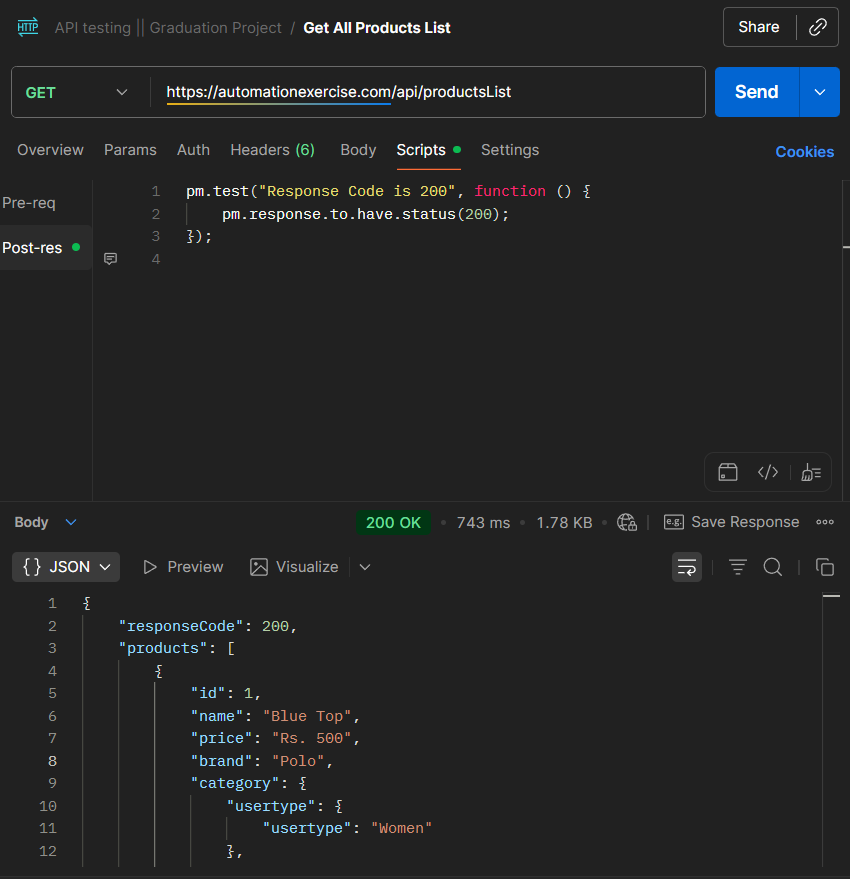 HTTP API testing || Graduation Project / Get All Products List Share
GET https://automationexercise.com/api/productsList Send
Overview Params Auth Headers (6) Body Scripts Settings Cookies
Pre-req
Post-res
1 pm.test("Response Code is 200", function () {
2 pm.response.to.have.status(200);
3 });
4
Body 200 OK • 743 ms • 1.78 KB • e.g. Save Response
{} JSON Preview Visualize
1 {
2 "responseCode": 200,
3 "products": [
4 {
5 "id": 1,
6 "name": "Blue Top",
7 "price": "Rs. 500",
8 "brand": "Polo",
9 "category": {
10 "usertype": {
11 "usertype": "Women"
12 },